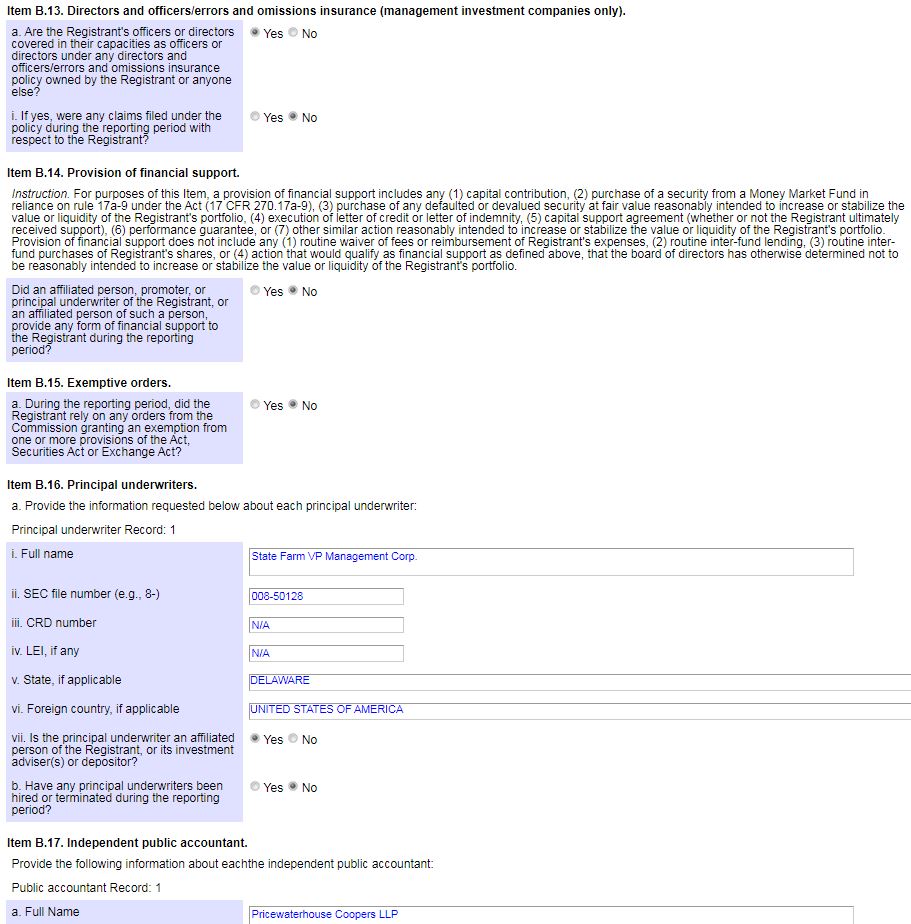 Item B.13. Directors and officers/errors and omissions insurance (management investment companies only).
a. Are the Registrant's officers or directors
covered in their capacities as officers or
directors under any directors and
officers/errors and omissions insurance
policy owned by the Registrant or anyone
else?
Yes No
i. If yes, were any claims filed under the
policy during the reporting period with
respect to the Registrant?
Yes No
Item B.14. Provision of financial support.
Instruction. For purposes of this Item, a provision of financial support includes any (1) capital contribution, (2) purchase of a security from a Money Market Fund in
reliance on rule 17a-9 under the Act (17 CFR 270.17a-9), (3) purchase of any defaulted or devalued security at fair value reasonably intended to increase or stabilize the
value or liquidity of the Registrant's portfolio, (4) execution of letter of credit or letter of indemnity, (5) capital support agreement (whether or not the Registrant ultimately
received support), (6) performance guarantee, or (7) other similar action reasonably intended to increase or stabilize the value or liquidity of the Registrant's portfolio.
Provision of financial support does not include any (1) routine waiver of fees or reimbursement of Registrant's expenses, (2) routine inter-fund lending, (3) routine inter-
fund purchases of Registrant's shares, or (4) action that would qualify as financial support as defined above, that the board of directors has otherwise determined not to
be reasonably intended to increase or stabilize the value or liquidity of the Registrant's portfolio.
Did an affiliated person, promoter, or
principal underwriter of the Registrant, or
an affiliated person of such a person,
provide any form of financial support to
the Registrant during the reporting
period?
Yes No
Item B.15. Exemptive orders.
a. During the reporting period, did the
Registrant rely on any orders from the
Commission granting an exemption from
one or more provisions of the Act,
Securities Act or Exchange Act?
Yes No
Item B.16. Principal underwriters.
a. Provide the information requested below about each principal underwriter:
Principal underwriter Record: 1
i. Full name
State Farm VP Management Corp.
ii. SEC file number (e.g., 8-)
008-50128
iii. CRD number
N/A
iv. LEI, if any
N/A
v. State, if applicable
DELAWARE
vi. Foreign country, if applicable
UNITED STATES OF AMERICA
vii. Is the principal underwriter an affiliated
person of the Registrant, or its investment
adviser(s) or depositor?
Yes No
b. Have any principal underwriters been
hired or terminated during the reporting
period?
Yes No
Item B.17. Independent public accountant.
Provide the following information about eachthe independent public accountant:
Public accountant Record: 1
a. Full Name
Pricewaterhouse Coopers LLP